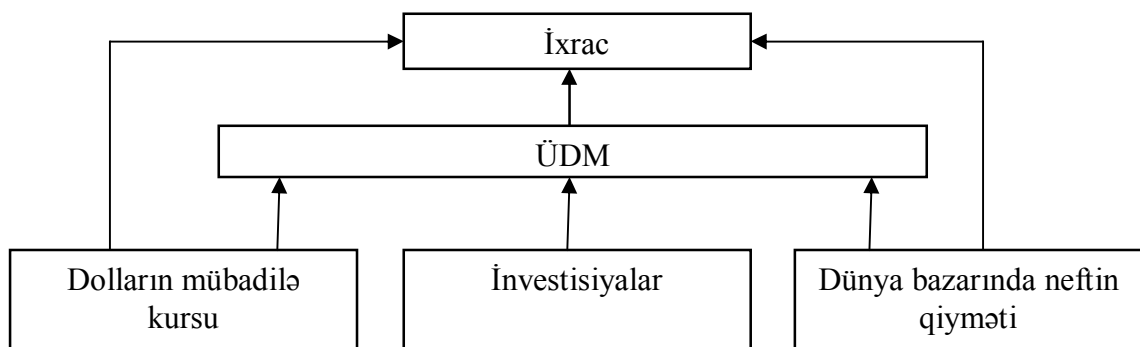 İxrac
ÜDM
Dolların mübadilə
kursu
İnvestisiyalar
Dünya bazarında neftin
qiyməti